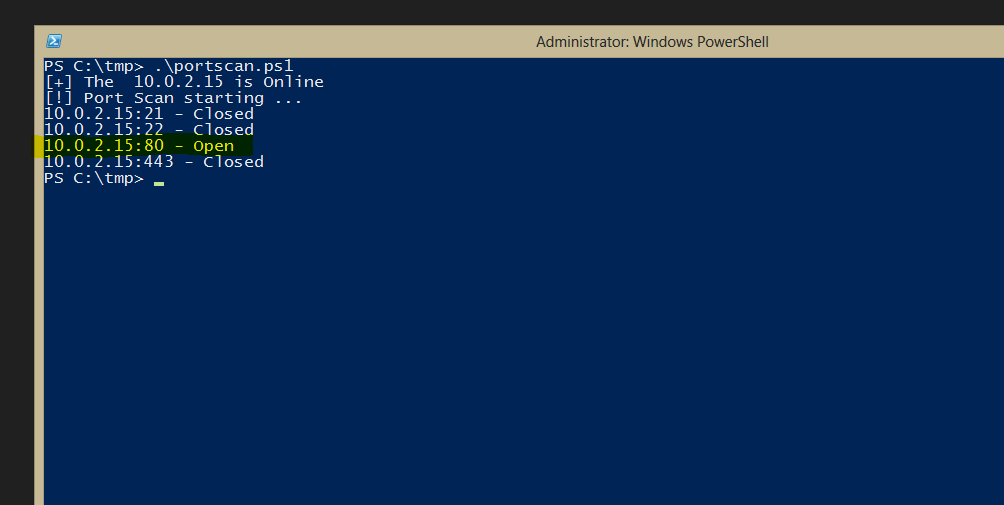 Administrator: Windows PowerShell
PS C:\tmp> .\portscan.ps1
[+] The  10.0.2.15 is Online
[!] Port Scan starting ...
10.0.2.15:21 - Closed
10.0.2.15:22 - Closed
10.0.2.15:80 - Open
10.0.2.15:443 - Closed
PS C:\tmp>